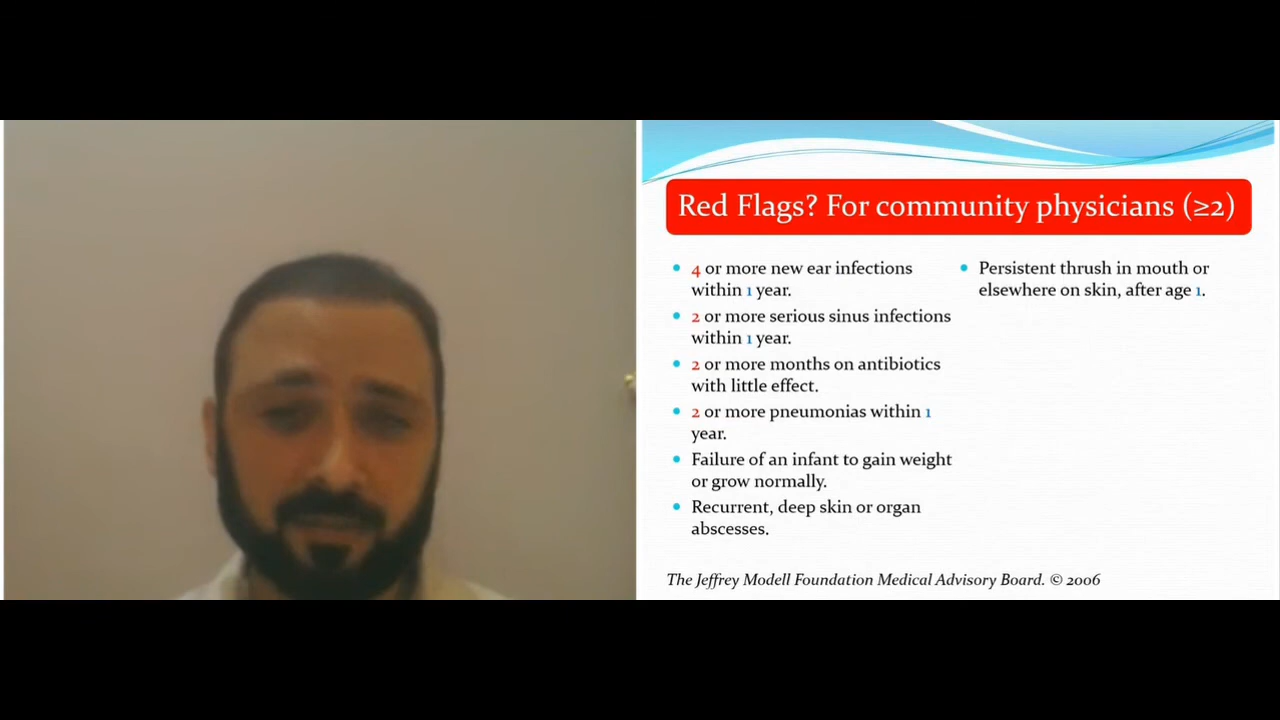 Red Flags? For community physicians (≥2)
• 4 or more new ear infections
within 1 year.
• 2 or more serious sinus infections
within 1 year.
• 2 or more months on antibiotics
with little effect.
• 2 or more pneumonias within 1
year.
• Failure of an infant to gain weight
or grow normally.
• Recurrent, deep skin or organ
abscesses.
• Persistent thrush in mouth or
elsewhere on skin, after age 1.
The Jeffrey Modell Foundation Medical Advisory Board. © 2006